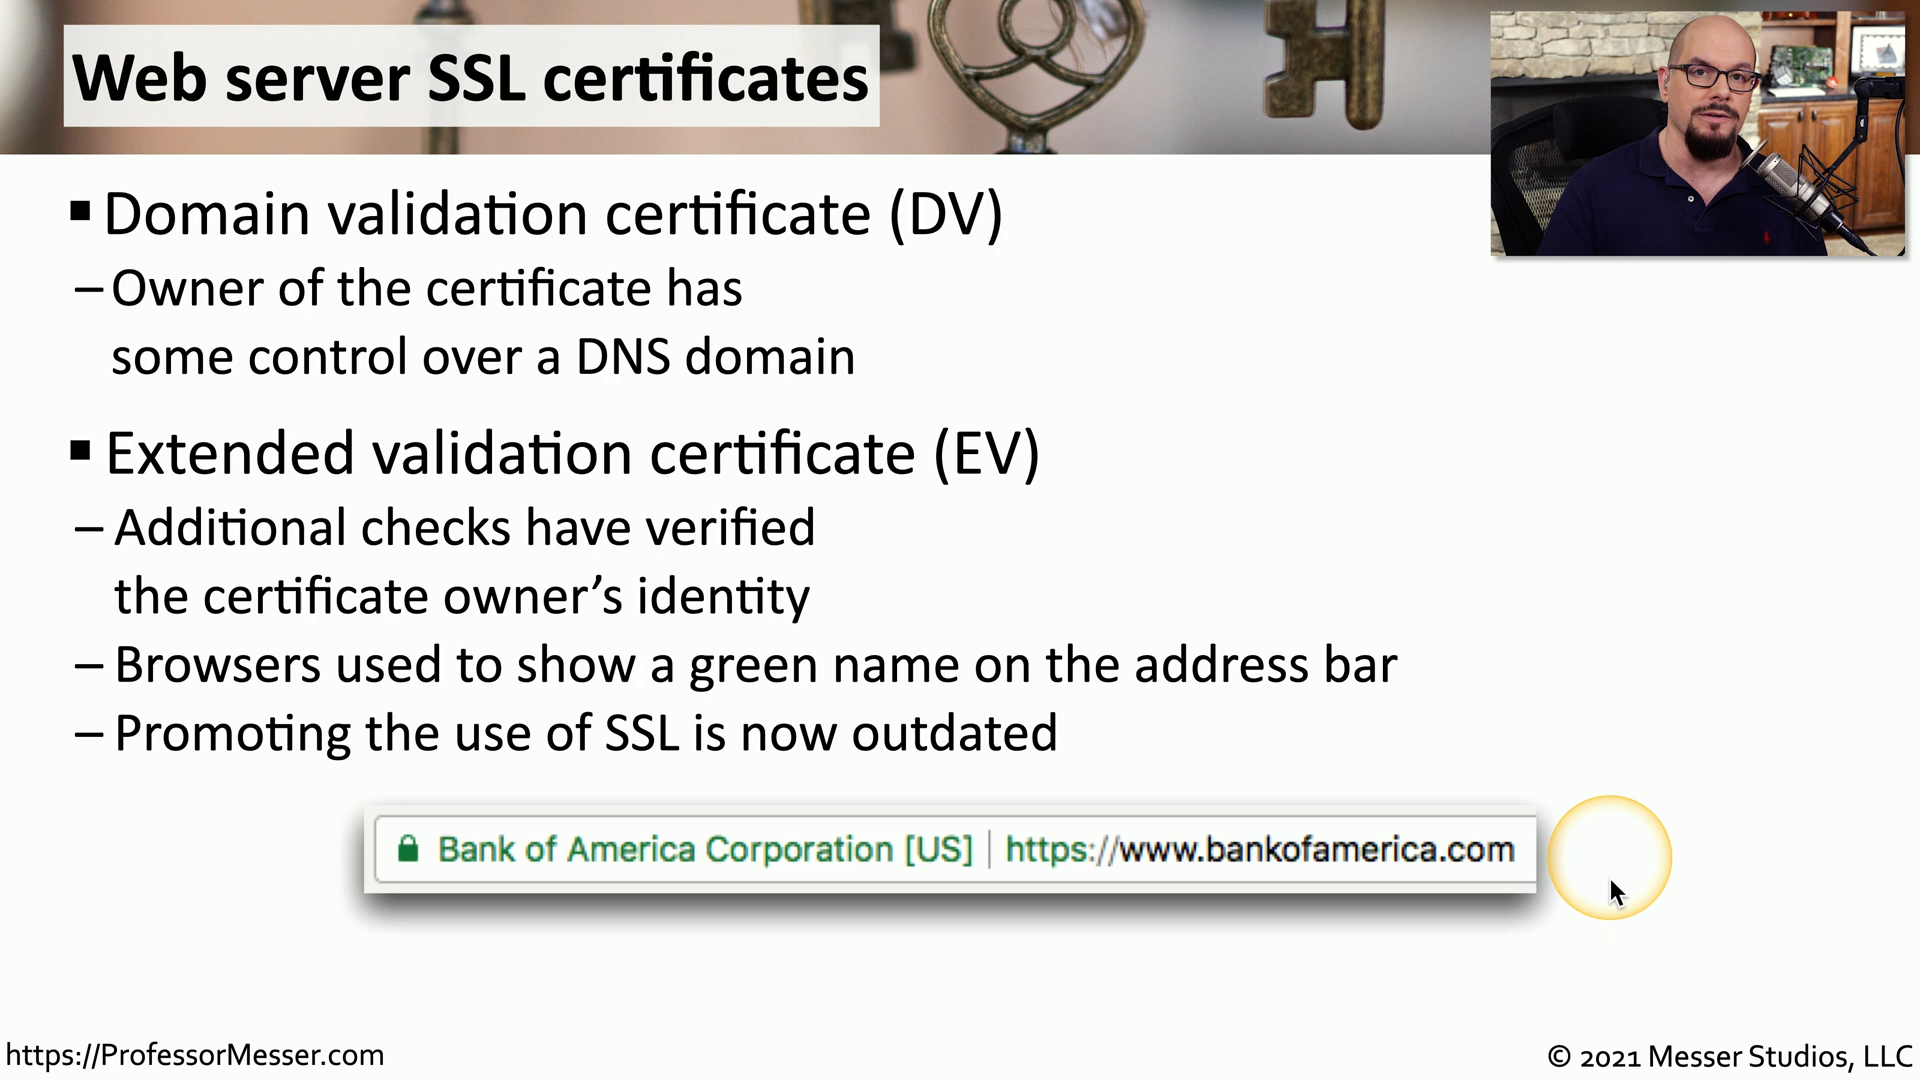 Web server SSL certificates
▪ Domain validation certificate (DV)
– Owner of the certificate has
some control over a DNS domain
▪ Extended validation certificate (EV)
– Additional checks have verified
the certificate owner’s identity
– Browsers used to show a green name on the address bar
– Promoting the use of SSL is now outdated
Bank of America Corporation [US] | https://www.bankofamerica.com
https://ProfessorMesser.com
© 2021 Messer Studios, LLC